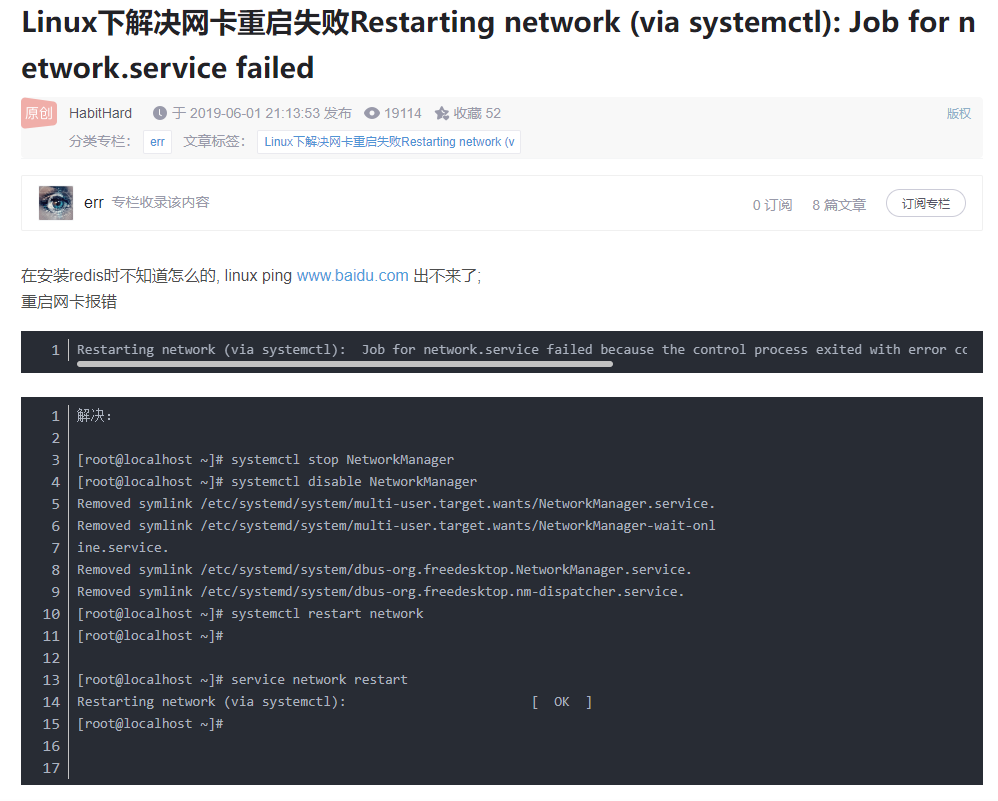 Linux下解决网卡重启失败Restarting network (via systemctl): Job for n
etwork.service failed
原创 HabitHard 于 2019-06-01 21:13:53 发布 19114 收藏 52 版权
分类专栏： err 文章标签： Linux下解决网卡重启失败Restarting network (v
err 专栏收录该内容 0 订阅 8 篇文章 订阅专栏
在安装redis时不知道怎么的, linux ping www.baidu.com 出不来了;
重启网卡报错
1 Restarting network (via systemctl):  Job for network.service failed because the control process exited with error cc
1 解决:
2
3 [root@localhost ~]# systemctl stop NetworkManager
4 [root@localhost ~]# systemctl disable NetworkManager
5 Removed symlink /etc/systemd/system/multi-user.target.wants/NetworkManager.service.
6 Removed symlink /etc/systemd/system/multi-user.target.wants/NetworkManager-wait-onl
7 ine.service.
8 Removed symlink /etc/systemd/system/dbus-org.freedesktop.NetworkManager.service.
9 Removed symlink /etc/systemd/system/dbus-org.freedesktop.nm-dispatcher.service.
10 [root@localhost ~]# systemctl restart network
11 [root@localhost ~]#
12
13 [root@localhost ~]# service network restart
14 Restarting network (via systemctl):                        [  OK  ]
15 [root@localhost ~]#
16
17